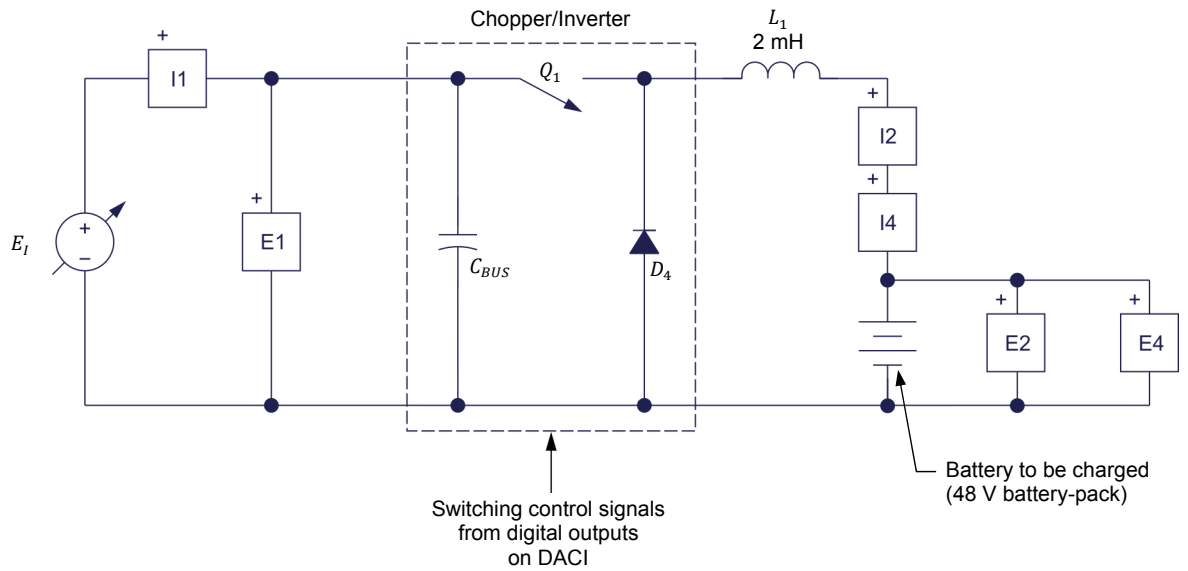 Chopper/Inverter
L1
2 mH
+
I1
Q1
+
I2
+
I4
EI
+
−
+
E1
CBUS
D4
+
E2
+
E4
Battery to be charged
(48 V battery-pack)
Switching control signals
from digital outputs
on DACI